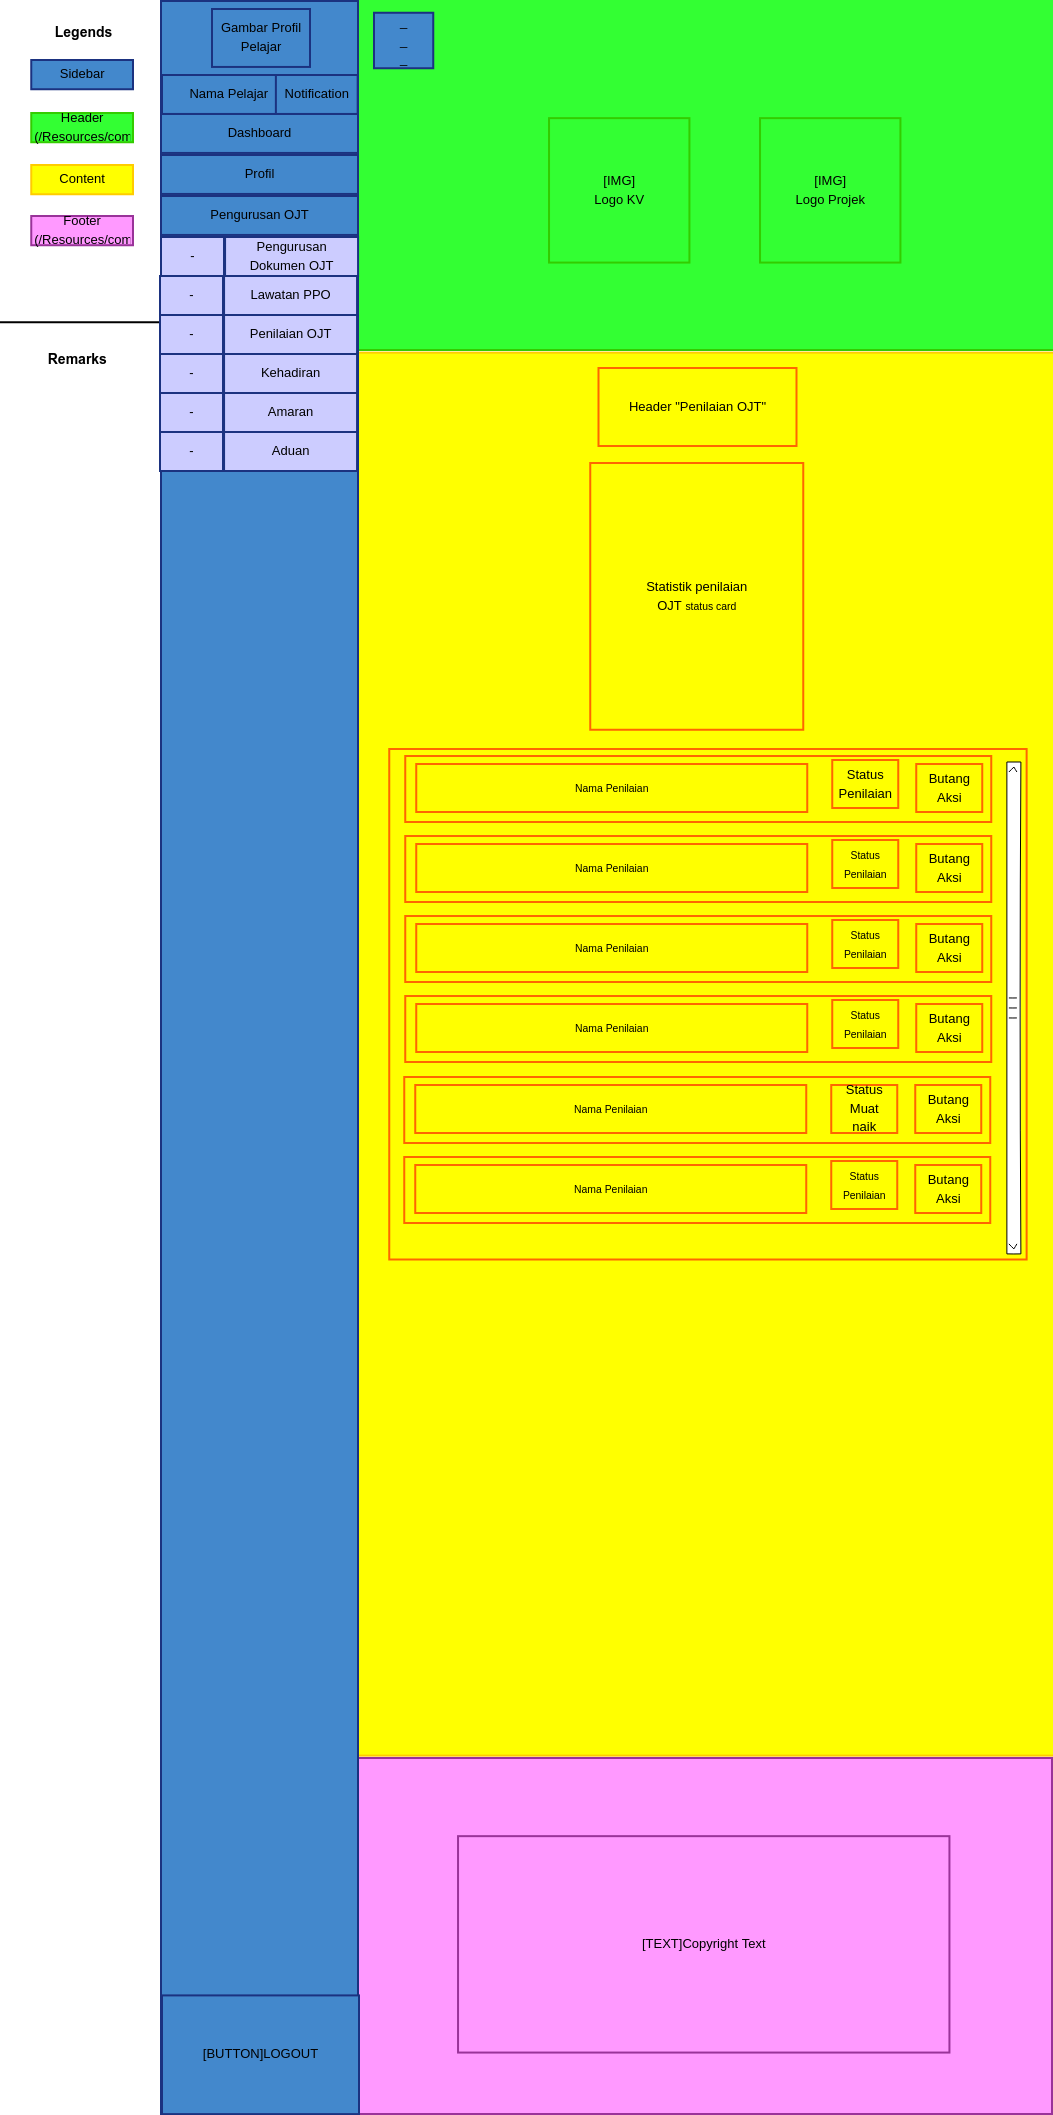 Legends
Sidebar
Header
(/Resources/com
Content
Footer
(/Resources/com
Remarks
Gambar Profil
Pelajar
Nama Pelajar
Notification
Dashboard
Profil
Pengurusan OJT
-
Pengurusan
Dokumen OJT
-
Lawatan PPO
-
Penilaian OJT
-
Kehadiran
-
Amaran
-
Aduan
[BUTTON]LOGOUT
_
_
_
[IMG]
Logo KV
[IMG]
Logo Projek
Header "Penilaian OJT"
Statistik penilaian
OJT status card
Nama Penilaian
Status
Penilaian
Butang
Aksi
Nama Penilaian
Status
Penilaian
Butang
Aksi
Nama Penilaian
Status
Penilaian
Butang
Aksi
Nama Penilaian
Status
Penilaian
Butang
Aksi
Nama Penilaian
Status
Muat
naik
Butang
Aksi
Nama Penilaian
Status
Penilaian
Butang
Aksi
[TEXT]Copyright Text